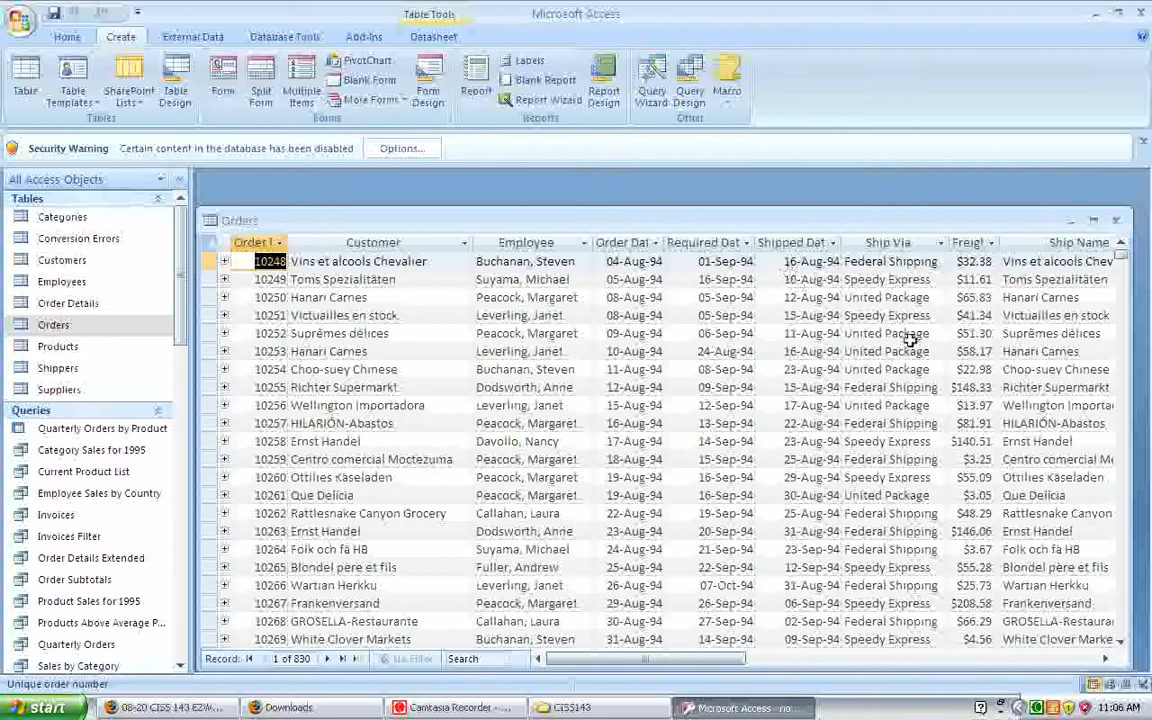 Table Tools Microsoft Access
Home Create External Data Database Tools Add-Ins Datasheet
Table Table Templates SharePoint Lists Table Design
Form Split Form Multiple Items PivotChart Blank Form More Forms Form Design
Report Labels Blank Report Report Wizard Report Design
Query Wizard Query Design Macro
Tables Forms Reports Other
Security Warning Certain content in the database has been disabled Options...
All Access Objects
Tables
Categories
Conversion Errors
Customers
Employees
Order Details
Orders
Products
Shippers
Suppliers
Queries
Quarterly Orders by Product
Category Sales for 1995
Current Product List
Employee Sales by Country
Invoices
Invoices Filter
Order Details Extended
Order Subtotals
Product Sales for 1995
Products Above Average P...
Quarterly Orders
Sales by Category
Orders
Order I Customer Employee Order Dat Required Dat Shipped Dat Ship Via Freigl Ship Name
10248 Vins et alcools Chevalier Buchanan, Steven 04-Aug-94 01-Sep-94 16-Aug-94 Federal Shipping $32.38 Vins et alcools Chev
10249 Toms Spezialitäten Suyama, Michael 05-Aug-94 16-Sep-94 10-Aug-94 Speedy Express $11.61 Toms Spezialitäten
10250 Hanari Carnes Peacock, Margaret 08-Aug-94 05-Sep-94 12-Aug-94 United Package $65.83 Hanari Carnes
10251 Victuailles en stock Leverling, Janet 08-Aug-94 05-Sep-94 15-Aug-94 Speedy Express $41.34 Victuailles en stock
10252 Suprêmes délices Peacock, Margaret 09-Aug-94 06-Sep-94 11-Aug-94 United Package $51.30 Suprêmes délices
10253 Hanari Carnes Leverling, Janet 10-Aug-94 24-Aug-94 16-Aug-94 United Package $58.17 Hanari Carnes
10254 Chop-suey Chinese Buchanan, Steven 11-Aug-94 08-Sep-94 23-Aug-94 United Package $22.98 Chop-suey Chinese
10255 Richter Supermarkt Dodsworth, Anne 12-Aug-94 09-Sep-94 15-Aug-94 Federal Shipping $148.33 Richter Supermarkt
10256 Wellington Importadora Leverling, Janet 15-Aug-94 12-Sep-94 17-Aug-94 United Package $13.97 Wellington Importa
10257 HILARIÓN-Abastos Peacock, Margaret 16-Aug-94 13-Sep-94 22-Aug-94 Federal Shipping $81.91 HILARIÓN-Abastos
10258 Ernst Handel Davolio, Nancy 17-Aug-94 14-Sep-94 23-Aug-94 Speedy Express $140.51 Ernst Handel
10259 Centro comercial Moctezuma Peacock, Margaret 18-Aug-94 15-Sep-94 25-Aug-94 Federal Shipping $3.25 Centro comercial Mo
10260 Ottilies Käseladen Peacock, Margaret 19-Aug-94 16-Sep-94 29-Aug-94 Speedy Express $55.09 Ottilies Käseladen
10261 Que Delícia Peacock, Margaret 19-Aug-94 16-Sep-94 30-Aug-94 United Package $3.05 Que Delícia
10262 Rattlesnake Canyon Grocery Callahan, Laura 22-Aug-94 19-Sep-94 25-Aug-94 Federal Shipping $48.29 Rattlesnake Canyon
10263 Ernst Handel Dodsworth, Anne 23-Aug-94 20-Sep-94 31-Aug-94 Federal Shipping $146.06 Ernst Handel
10264 Folk och fä HB Suyama, Michael 24-Aug-94 21-Sep-94 23-Sep-94 Federal Shipping $3.67 Folk och fä HB
10265 Blondel père et fils Fuller, Andrew 25-Aug-94 22-Sep-94 12-Sep-94 Federal Shipping $55.28 Blondel père et fils
10266 Wartian Herkku Leverling, Janet 26-Aug-94 07-Oct-94 31-Aug-94 Federal Shipping $25.73 Wartian Herkku
10267 Frankenversand Peacock, Margaret 29-Aug-94 26-Sep-94 06-Sep-94 Speedy Express $208.58 Frankenversand
10268 GROSELLA-Restaurante Callahan, Laura 30-Aug-94 27-Sep-94 02-Sep-94 Federal Shipping $66.29 GROSELLA-Restaura
10269 White Clover Markets Buchanan, Steven 31-Aug-94 14-Sep-94 09-Sep-94 Speedy Express $4.56 White Clover Marke
Record: 1 of 830 No Filter Search
Unique order number
start 08-20 CISS 143 EZW... Downloads Camtasia Recorder - ... CISS143 Microsoft Access - no... 11:06 AM